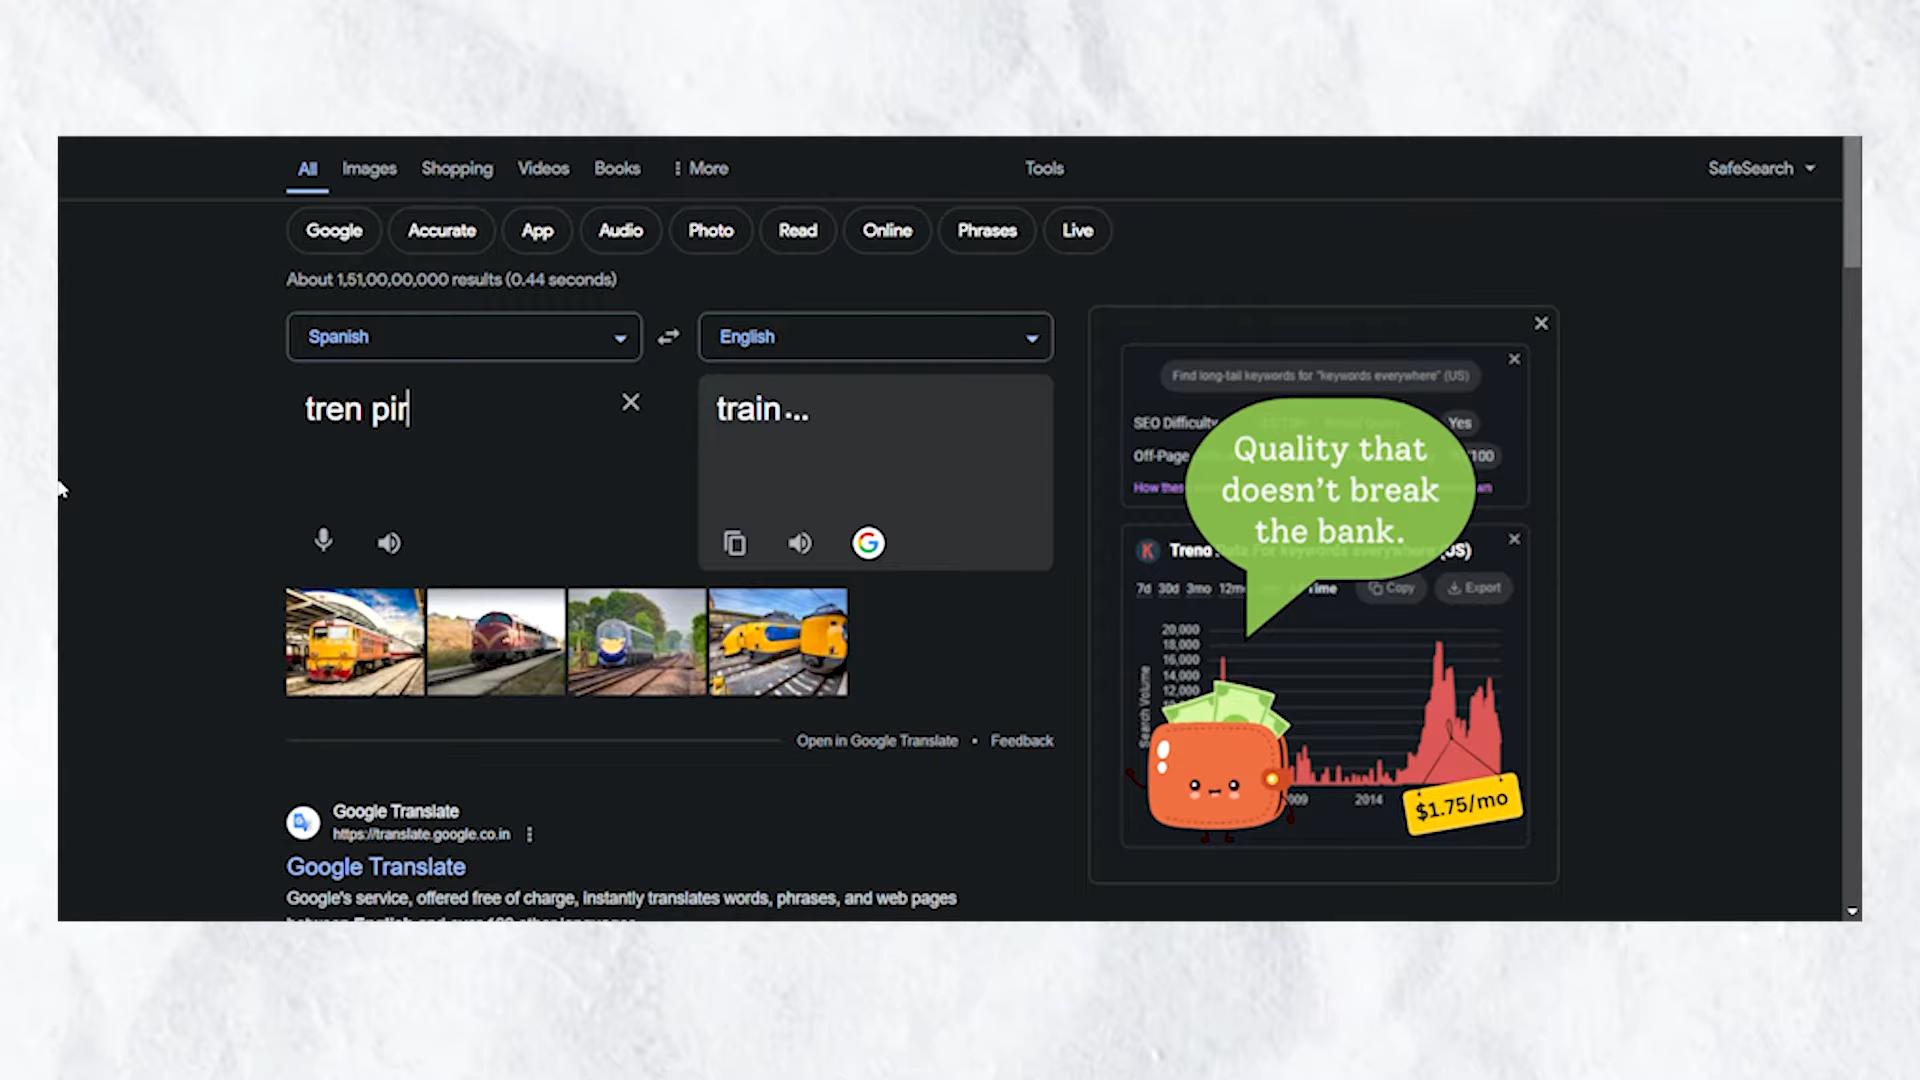 All Images Shopping Videos Books More Tools SafeSearch
Google Accurate App Audio Photo Read Online Phrases Live
About 1,51,00,00,000 results (0.44 seconds)
Spanish
English
tren pir
train...
Open in Google Translate • Feedback
Google Translate
https://translate.google.co.in
Google Translate
Google's service, offered free of charge, instantly translates words, phrases, and web pages
Find long-tail keywords for "keywords everywhere" (US)
SEO Difficulty Yes
Off-Page /100
Quality that
doesn't break
the bank.
K For keywords everywhere (US)
7d 30d 3mo Copy Export
20,000
18,000
16,000
14,000
12,000
Search Volume
2014
$1.75/mo